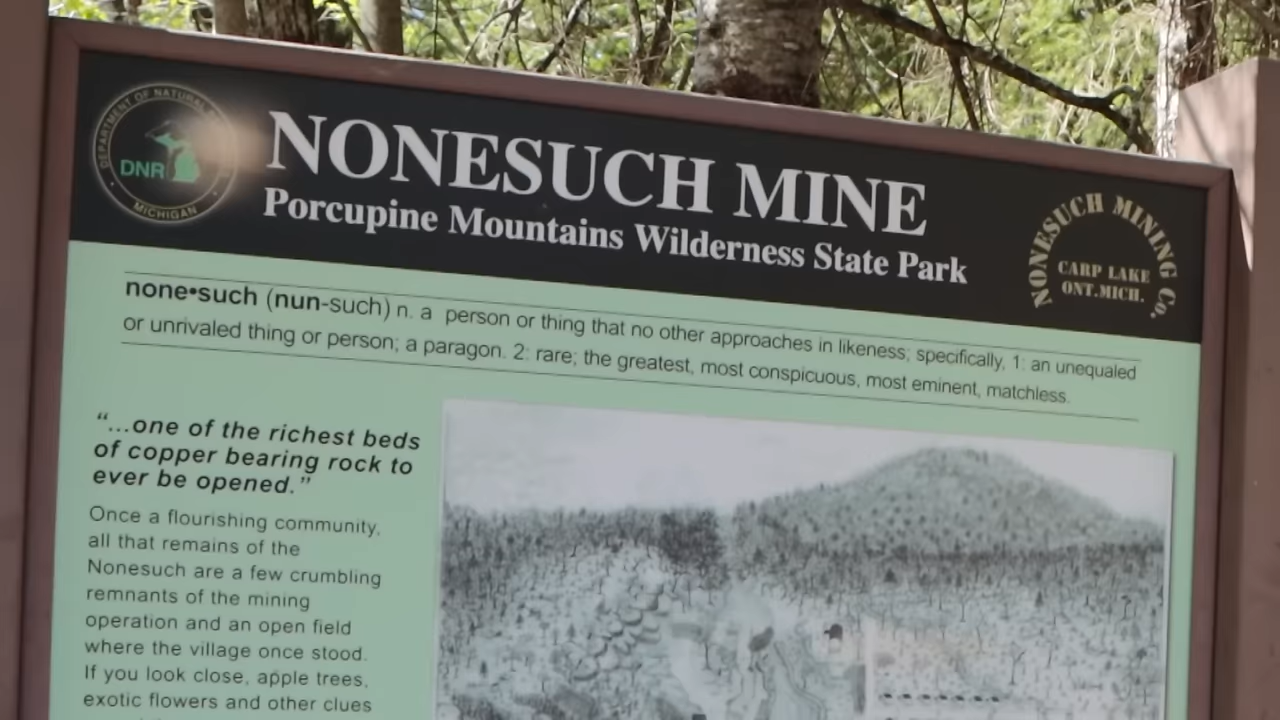 DEPARTMENT OF NATURAL
DNR
MICHIGAN
NONESUCH MINE
Porcupine Mountains Wilderness State Park
NONESUCH MINING Co.
CARP LAKE
ONT.MICH.
none•such (nun-such) n. a person or thing that no other approaches in likeness; specifically, 1: an unequaled
or unrivaled thing or person; a paragon. 2: rare; the greatest, most conspicuous, most eminent, matchless.
“...one of the richest beds
of copper bearing rock to
ever be opened.”
Once a flourishing community,
all that remains of the
Nonesuch are a few crumbling
remnants of the mining
operation and an open field
where the village once stood.
If you look close, apple trees,
exotic flowers and other clues